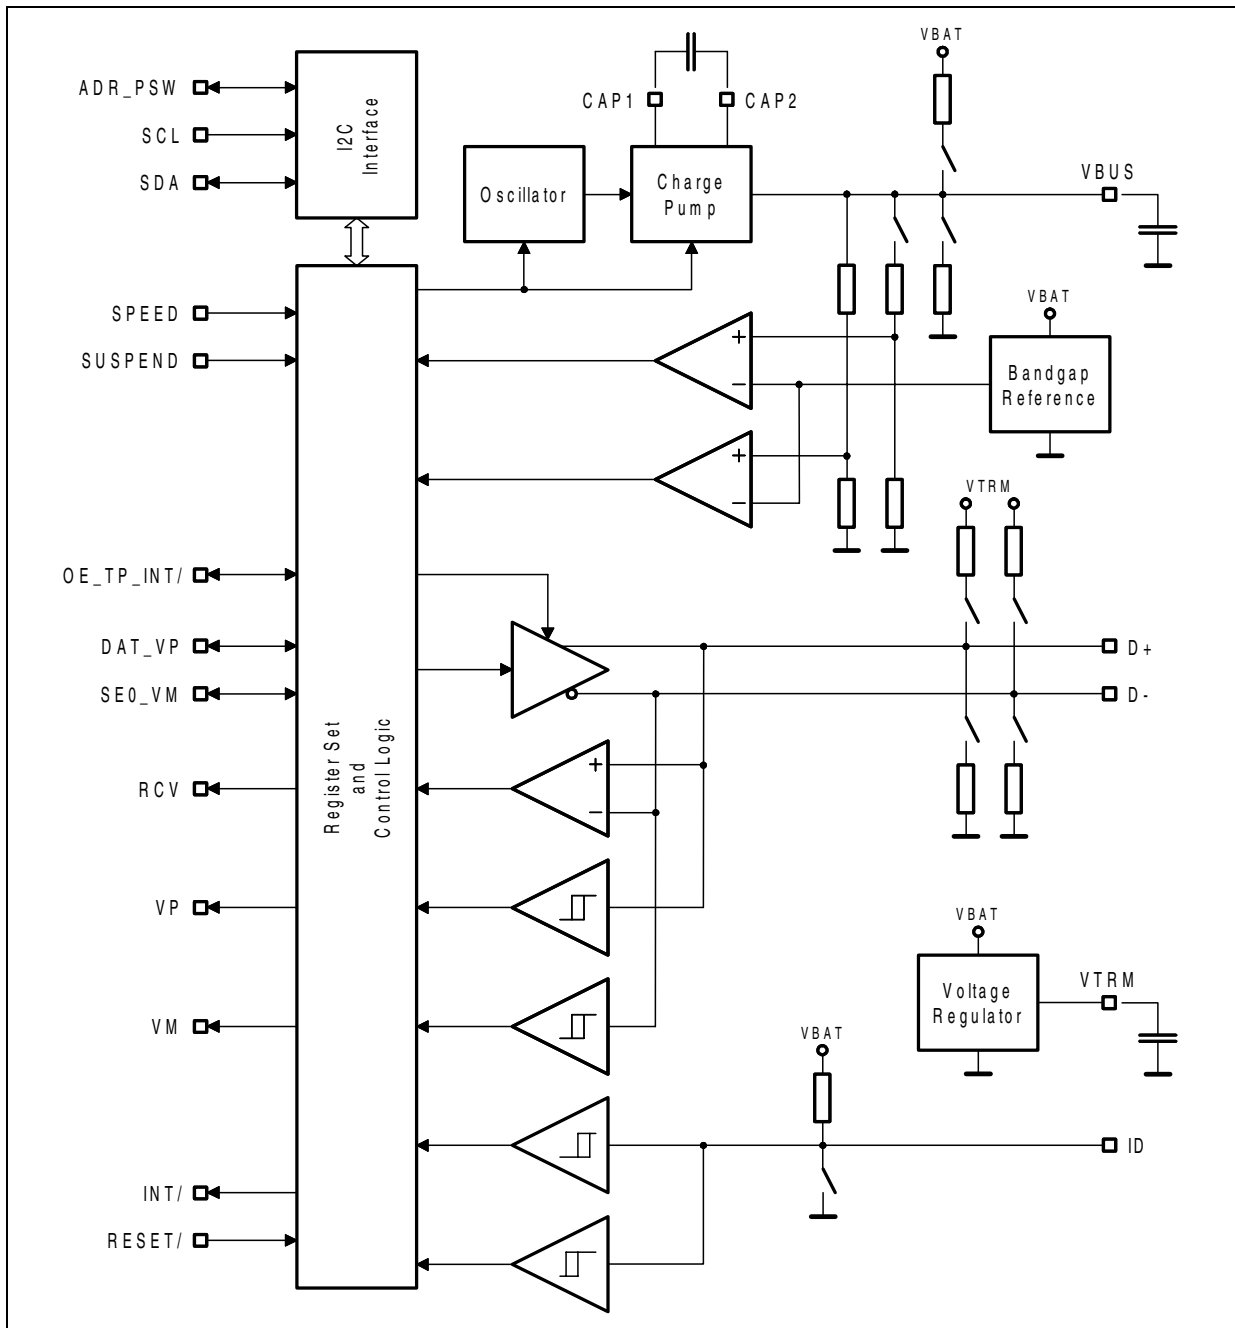 VBAT
ADR_PSW
SCL
SDA
I2C
Interface
CAP1
CAP2
Oscillator
Charge
Pump
VBUS
SPEED
SUSPEND
+
−
VBAT
Bandgap
Reference
+
−
VTRM
OE_TP_INT/
DAT_VP
SE0_VM
D+
D-
Register Set
and
Control Logic
RCV
+
−
VP
VBAT
Voltage
Regulator
VTRM
VM
VBAT
ID
INT/
RESET/